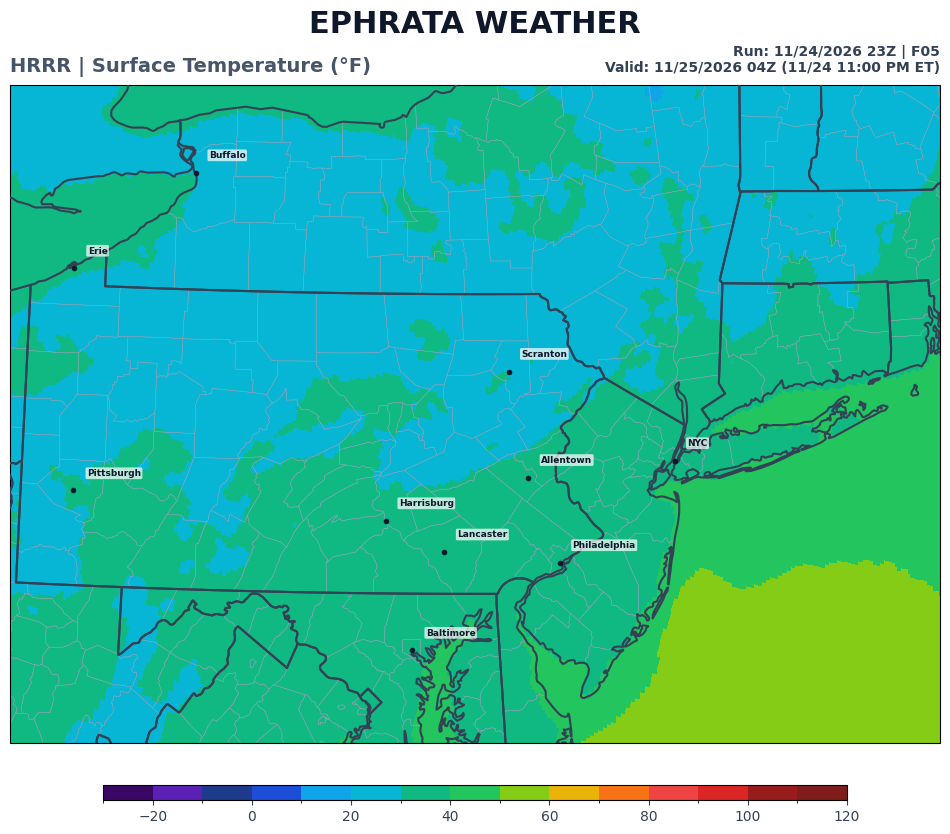 EPHRATA WEATHER
HRRR | Surface Temperature (°F)
Run: 11/24/2026 23Z | F05
Valid: 11/25/2026 04Z (11/24 11:00 PM ET)
Buffalo
Erie
Scranton
NYC
Allentown
Pittsburgh
Harrisburg
Lancaster
Philadelphia
Baltimore
−20 0 20 40 60 80 100 120